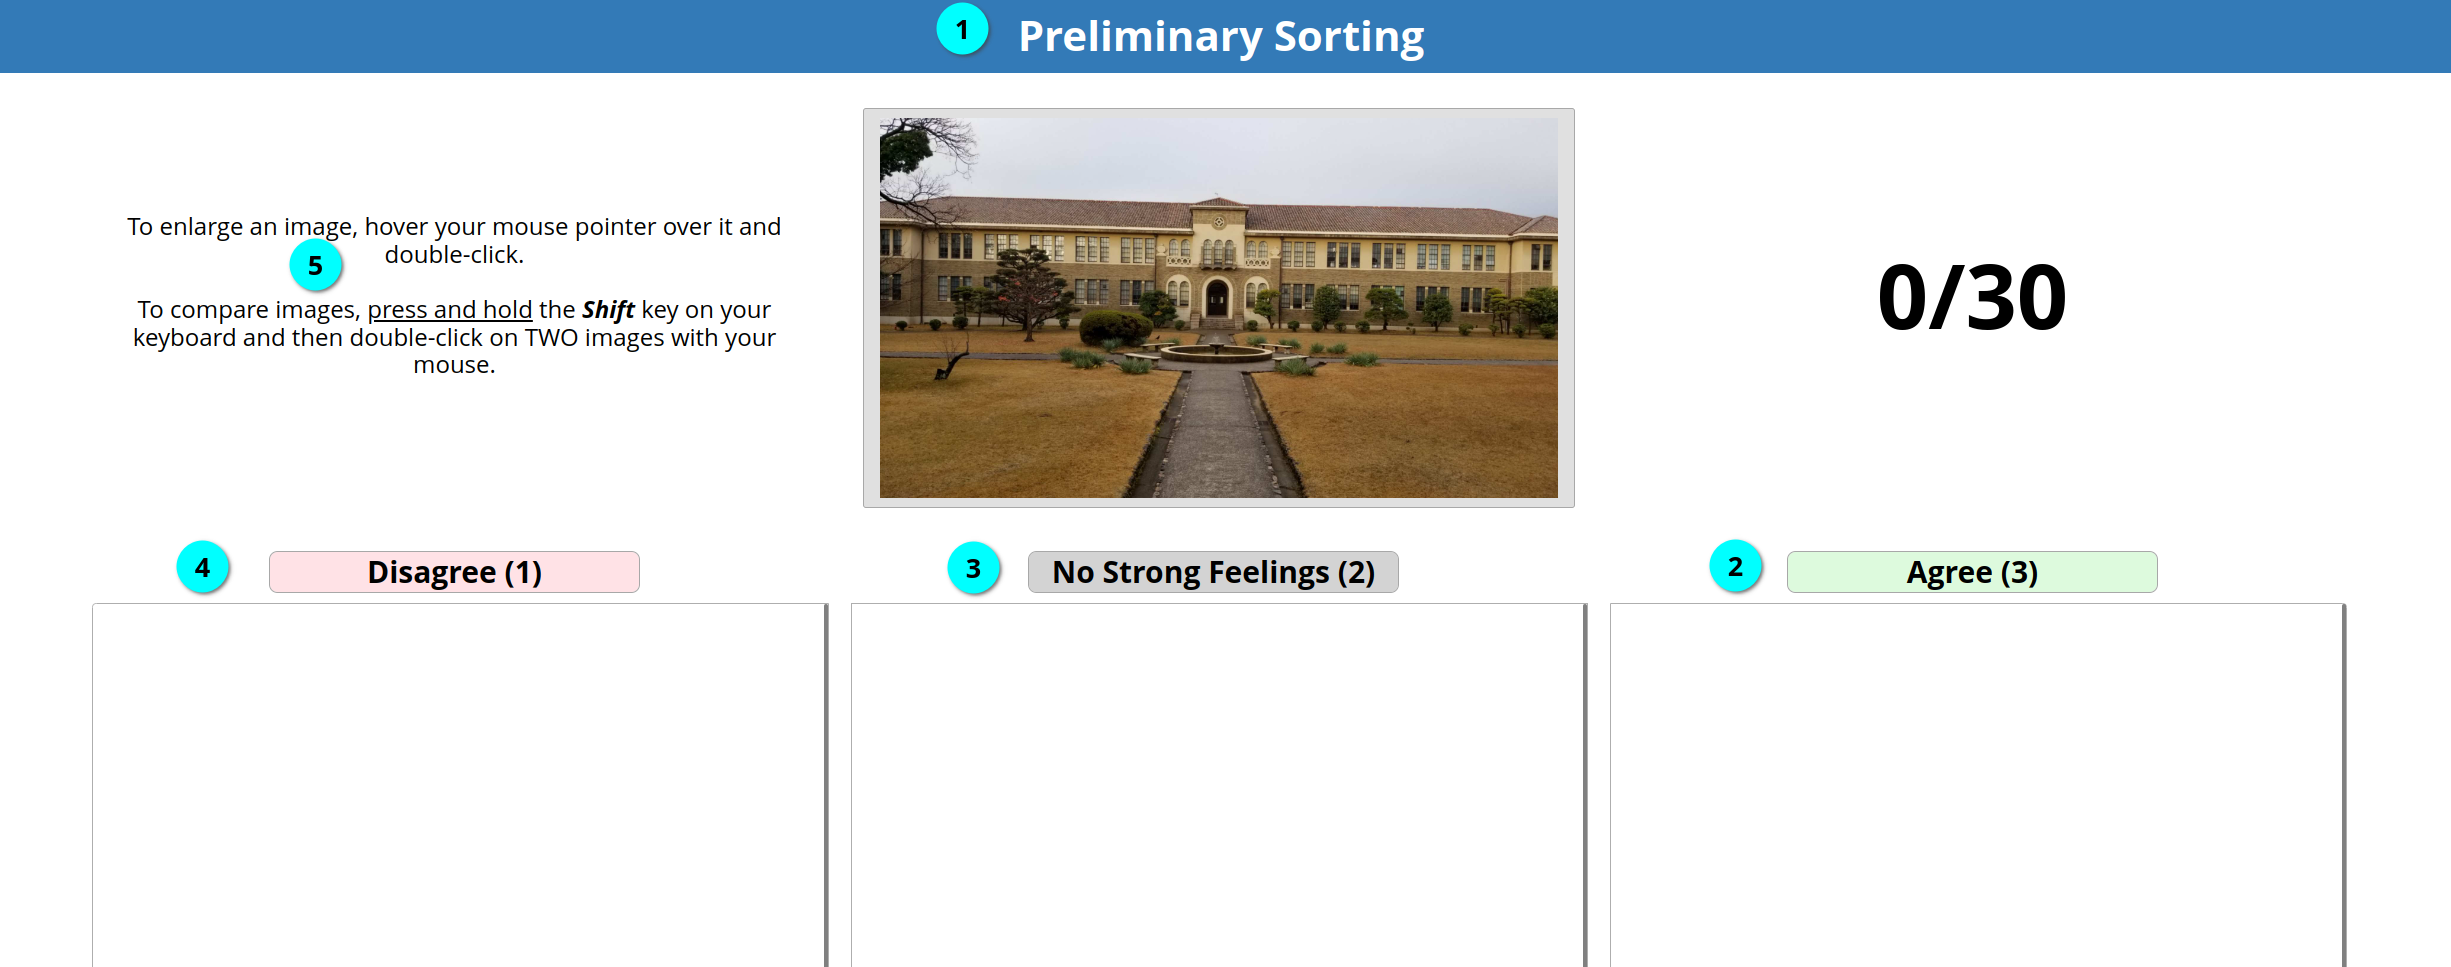 1 Preliminary Sorting
To enlarge an image, hover your mouse pointer over it and
double-click.
5
To compare images, press and hold the Shift key on your
keyboard and then double-click on TWO images with your
mouse.
0/30
4 Disagree (1)
3 No Strong Feelings (2)
2 Agree (3)